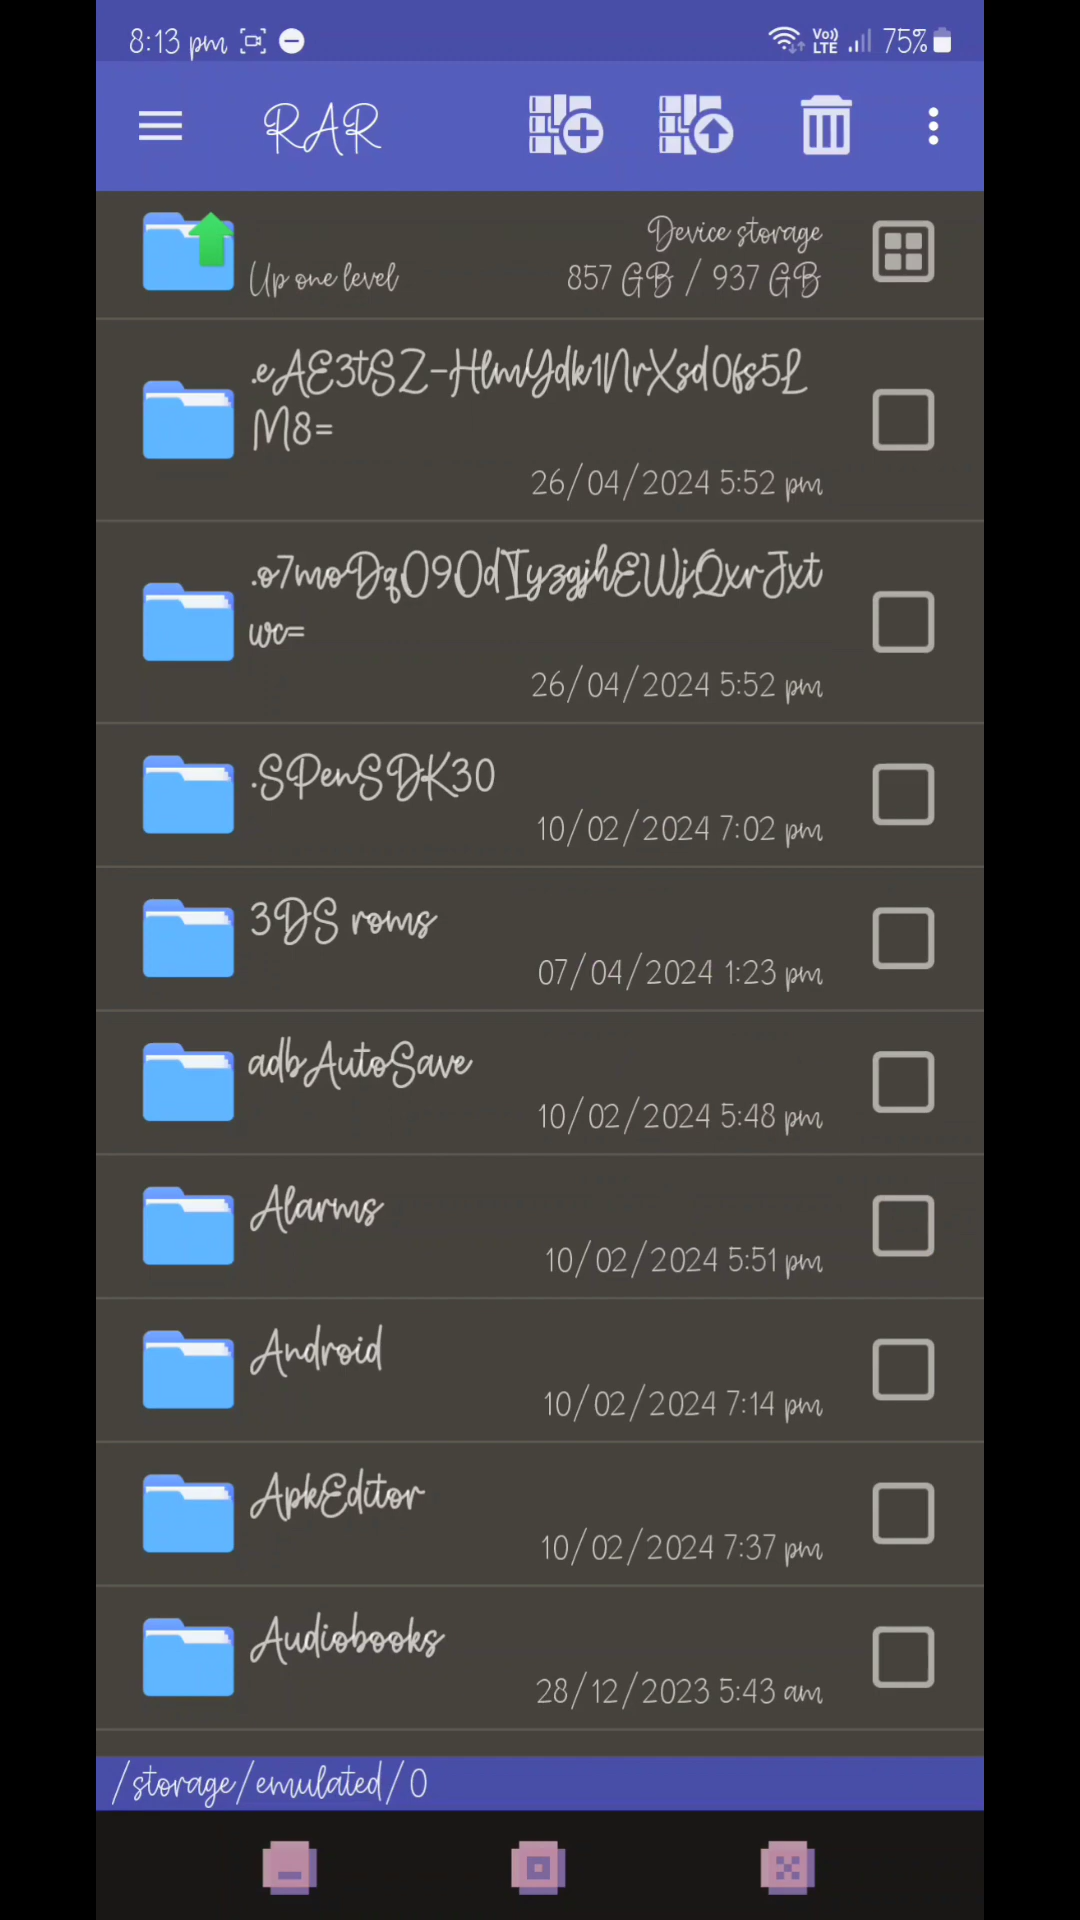 8:13 pm Vo)) LTE 75%
RAR
Device storage
Up one level 857 GB / 937 GB
.eAE3tSZ-HlmYdk1NrXsd0fs5L
M8=
26/04/2024 5:52 pm
.o7moDqO9OdIyzgjhEWjQxrJxt
wc=
26/04/2024 5:52 pm
.SPenSDK30
10/02/2024 7:02 pm
3DS roms
07/04/2024 1:23 pm
adbAutoSave
10/02/2024 5:48 pm
Alarms
10/02/2024 5:51 pm
Android
10/02/2024 7:14 pm
ApkEditor
10/02/2024 7:37 pm
Audiobooks
28/12/2023 5:43 am
/storage/emulated/0